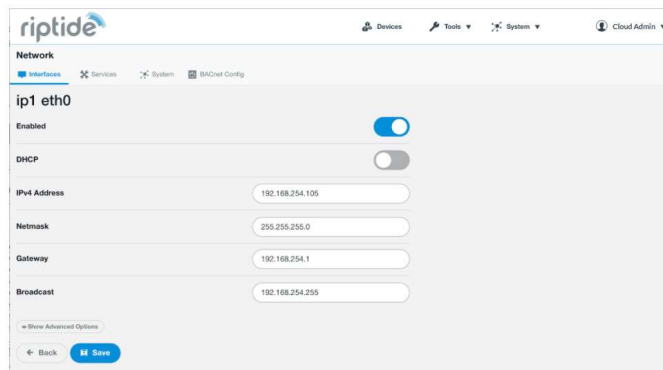 riptide
Devices Tools ▼ System ▼ Cloud Admin
Network
Interfaces Services System BACnet Config
ip1 eth0
Enabled
DHCP
IPv4 Address 192.168.254.105
Netmask 255.255.255.0
Gateway 192.168.254.1
Broadcast 192.168.254.255
Show Advanced Options
Back Save